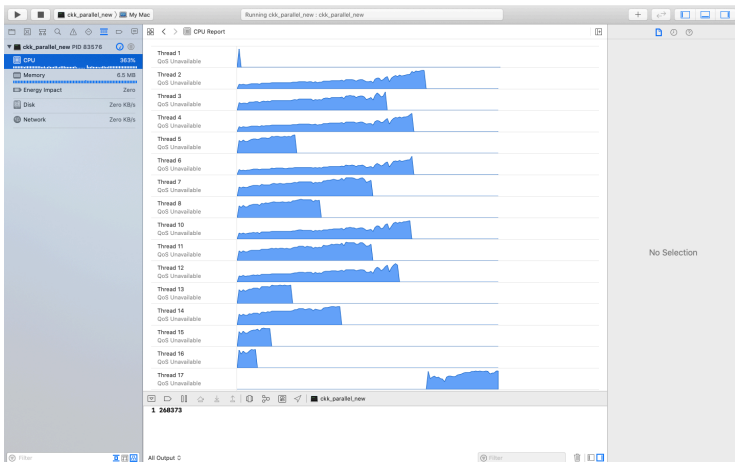 ckk_parallel_new
My Mac
Running ckk_parallel_new : ckk_parallel_new
CPU Report
ckk_parallel_new PID 83576
CPU 363%
Memory 6.5 MB
Energy Impact Zero
Disk Zero KB/s
Network Zero KB/s
Thread 1
QoS Unavailable
Thread 2
QoS Unavailable
Thread 3
QoS Unavailable
Thread 4
QoS Unavailable
Thread 5
QoS Unavailable
Thread 6
QoS Unavailable
Thread 7
QoS Unavailable
Thread 8
QoS Unavailable
Thread 10
QoS Unavailable
Thread 11
QoS Unavailable
Thread 12
QoS Unavailable
Thread 13
QoS Unavailable
Thread 14
QoS Unavailable
Thread 15
QoS Unavailable
Thread 16
QoS Unavailable
Thread 17
QoS Unavailable
No Selection
ckk_parallel_new
1 268373
Filter
All Output
Filter